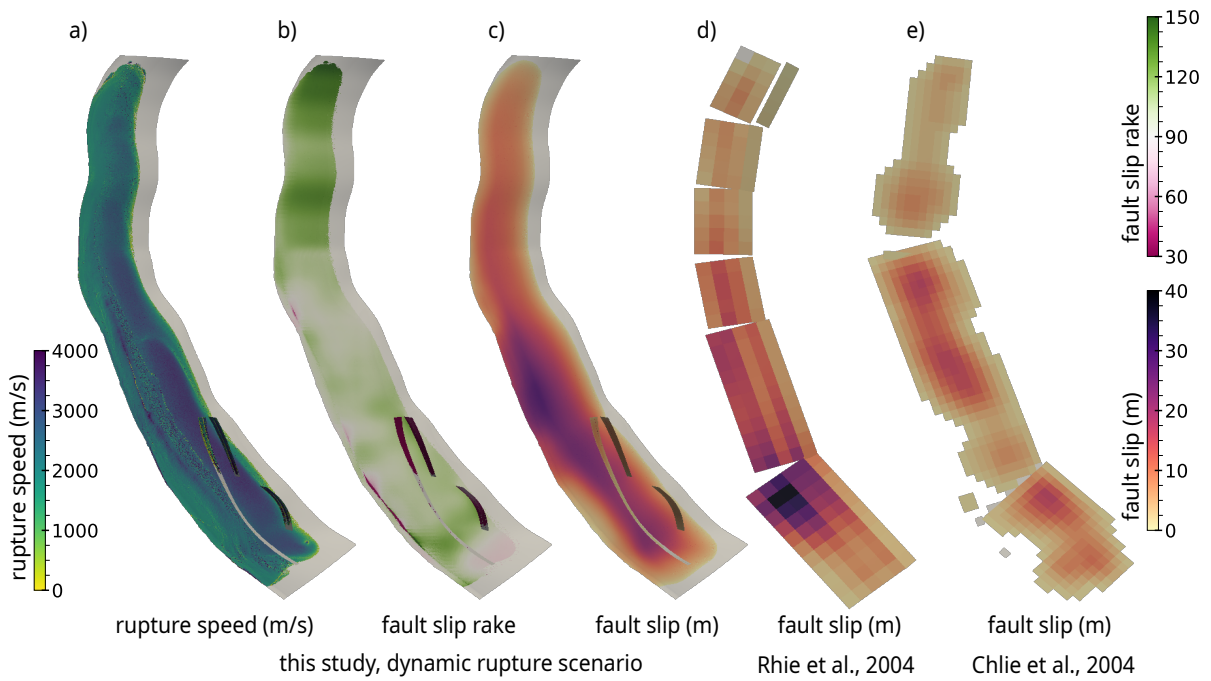 a)
b)
c)
d)
e)
150
120
90
60
30
fault slip rake
40
30
20
10
0
fault slip (m)
4000
3000
2000
1000
0
rupture speed (m/s)
rupture speed (m/s)
fault slip rake
fault slip (m)
fault slip (m)
fault slip (m)
this study, dynamic rupture scenario
Rhie et al., 2004
Chlie et al., 2004